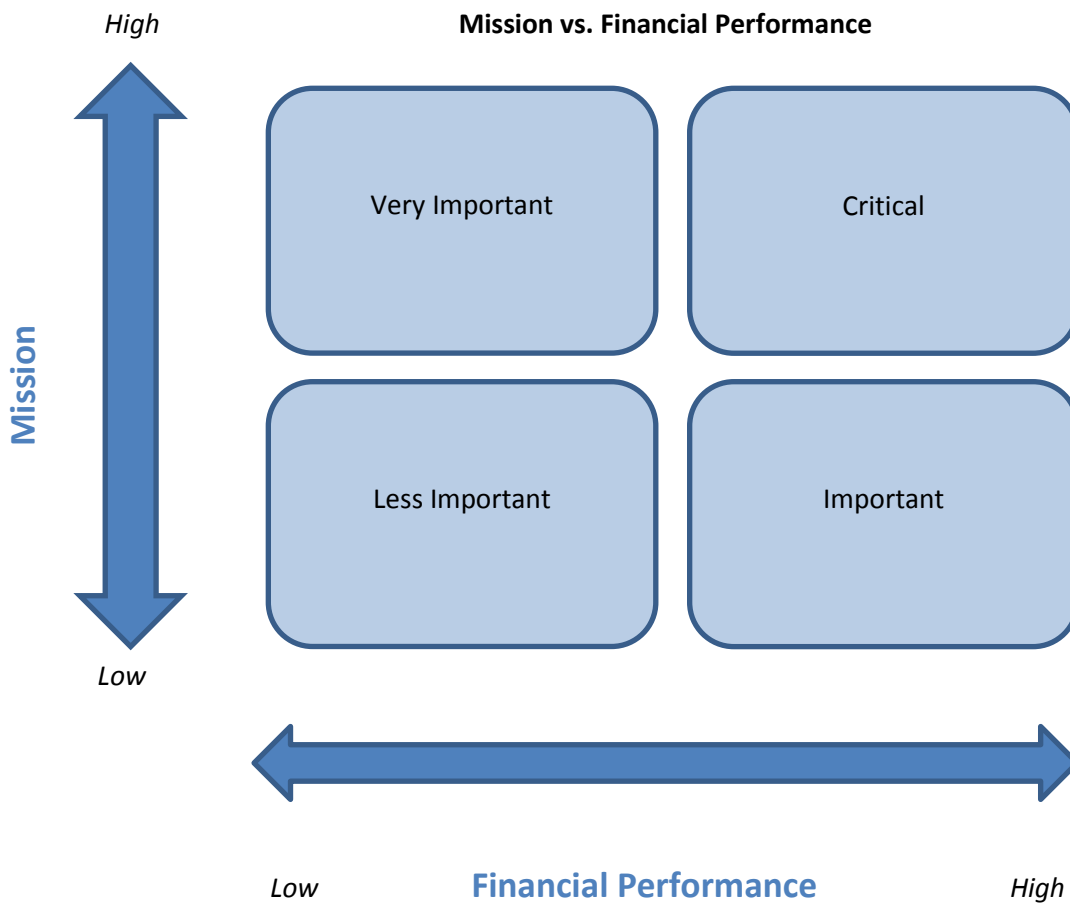 High
Mission vs. Financial Performance
Very Important
Critical
Mission
Less Important
Important
Low
Low
Financial Performance
High